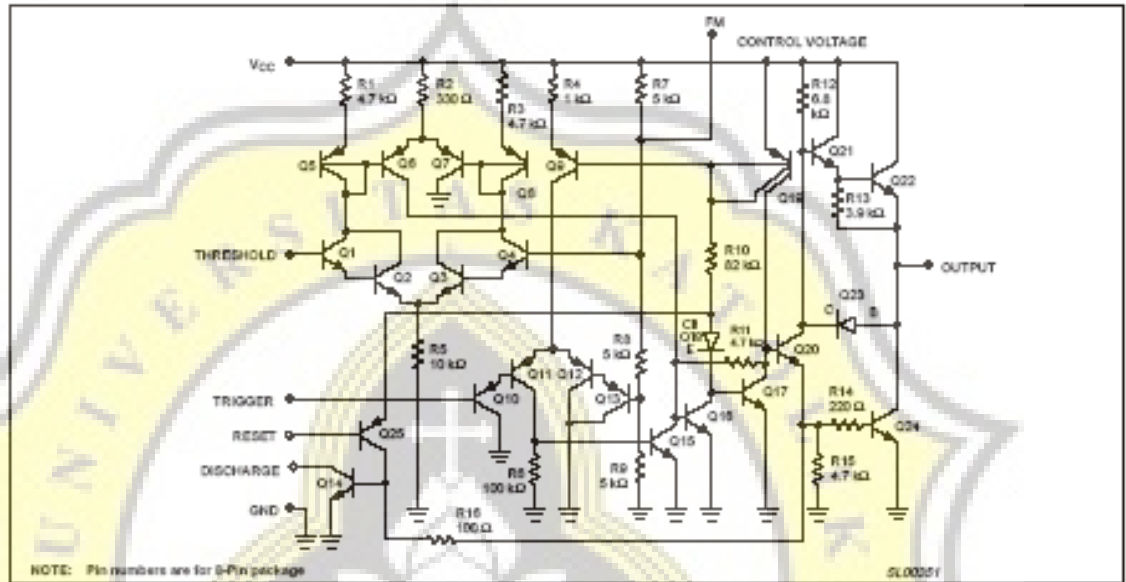 FM
CONTROL VOLTAGE
VCC
R1
4.7 kΩ
R2
330 Ω
R3
4.7 kΩ
R4
1 kΩ
R7
5 kΩ
R12
6.8
kΩ
Q5
Q6
Q7
Q8
Q9
Q19
Q21
Q22
R13
3.9 kΩ
THRESHOLD
Q1
Q2
Q3
Q4
R10
82 kΩ
OUTPUT
Q23
C
B
R5
10 kΩ
R8
5 kΩ
CB
Q18
E
R11
4.7 kΩ
Q20
Q11
Q12
Q10
Q13
TRIGGER
Q17
R14
220 Ω
Q16
RESET
Q25
Q15
Q24
DISCHARGE
Q14
R6
100 kΩ
R9
5 kΩ
R15
4.7 kΩ
GND
R16
100 Ω
NOTE: Pin numbers are for 8-Pin package
SL00351
UNIVERSITAS KAT K